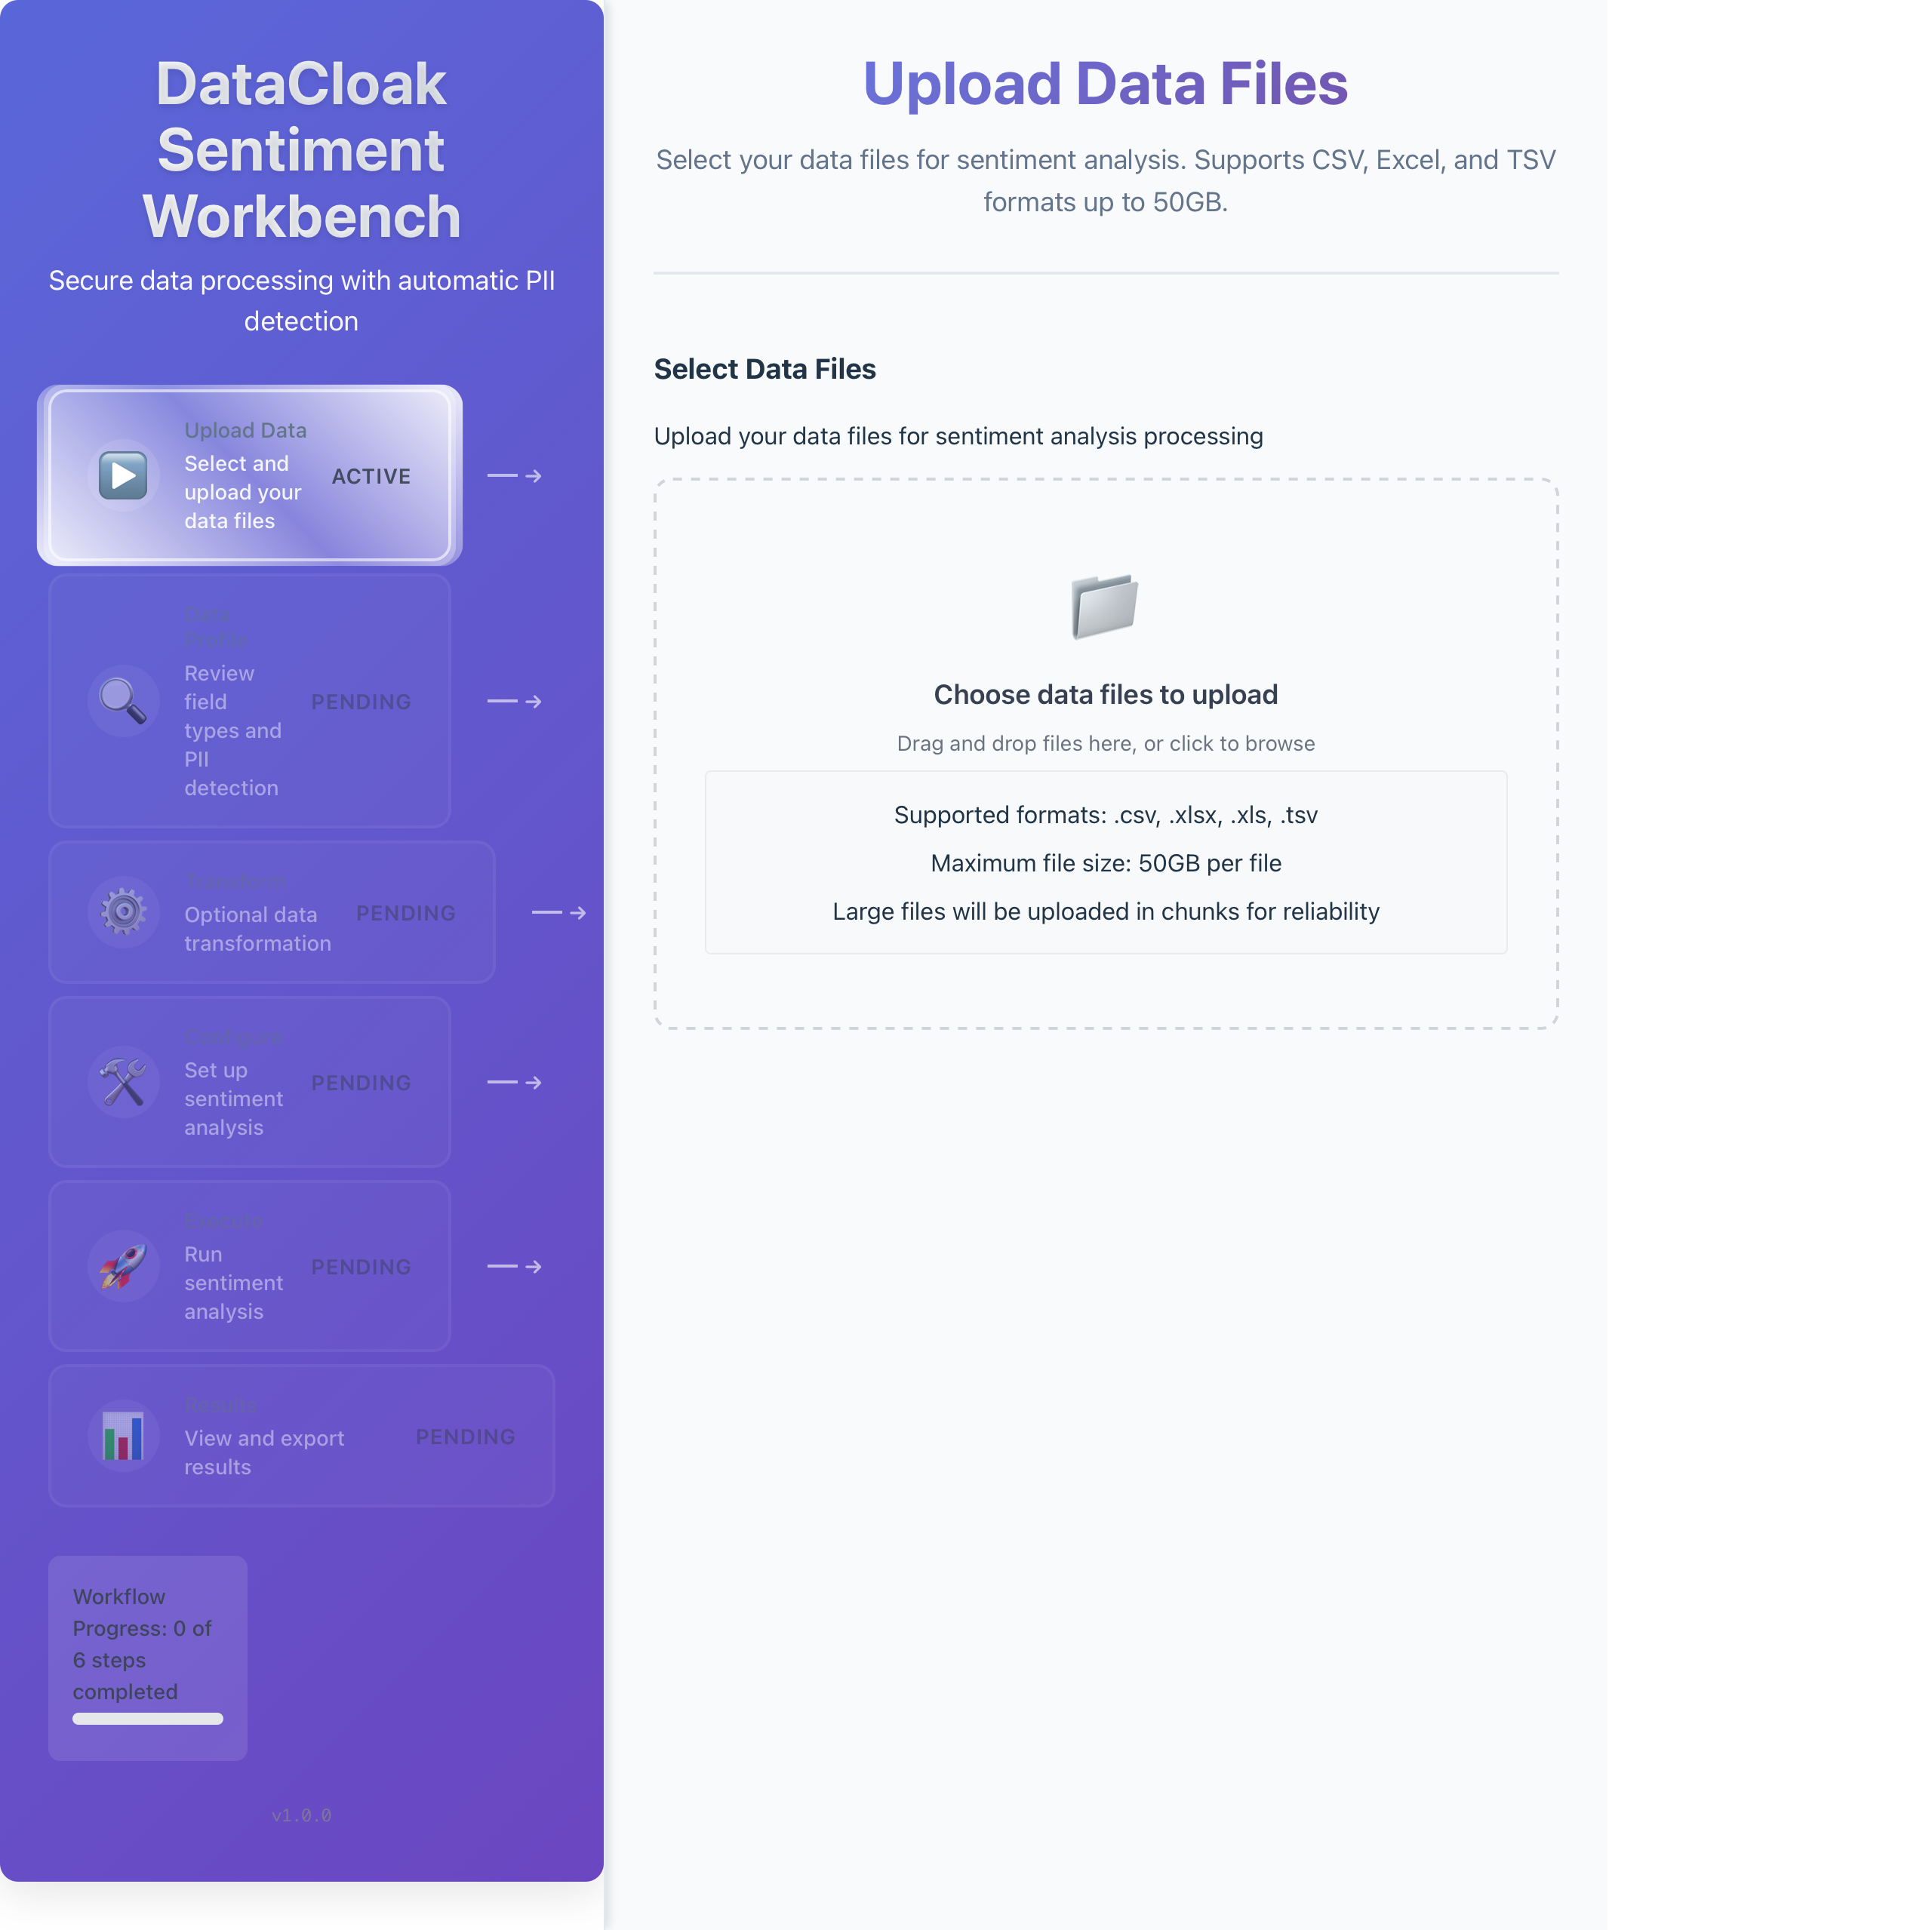 DataCloak
Sentiment
Workbench
Secure data processing with automatic PII
detection
Upload Data
Select and
upload your
data files
ACTIVE
Data
Profile
Review
field
types and
PII
detection
PENDING
Transform
Optional data
transformation
PENDING
Configure
Set up
sentiment
analysis
PENDING
Execute
Run
sentiment
analysis
PENDING
Results
View and export
results
PENDING
Workflow
Progress: 0 of
6 steps
completed
v1.0.0
Upload Data Files
Select your data files for sentiment analysis. Supports CSV, Excel, and TSV
formats up to 50GB.
Select Data Files
Upload your data files for sentiment analysis processing
Choose data files to upload
Drag and drop files here, or click to browse
Supported formats: .csv, .xlsx, .xls, .tsv
Maximum file size: 50GB per file
Large files will be uploaded in chunks for reliability